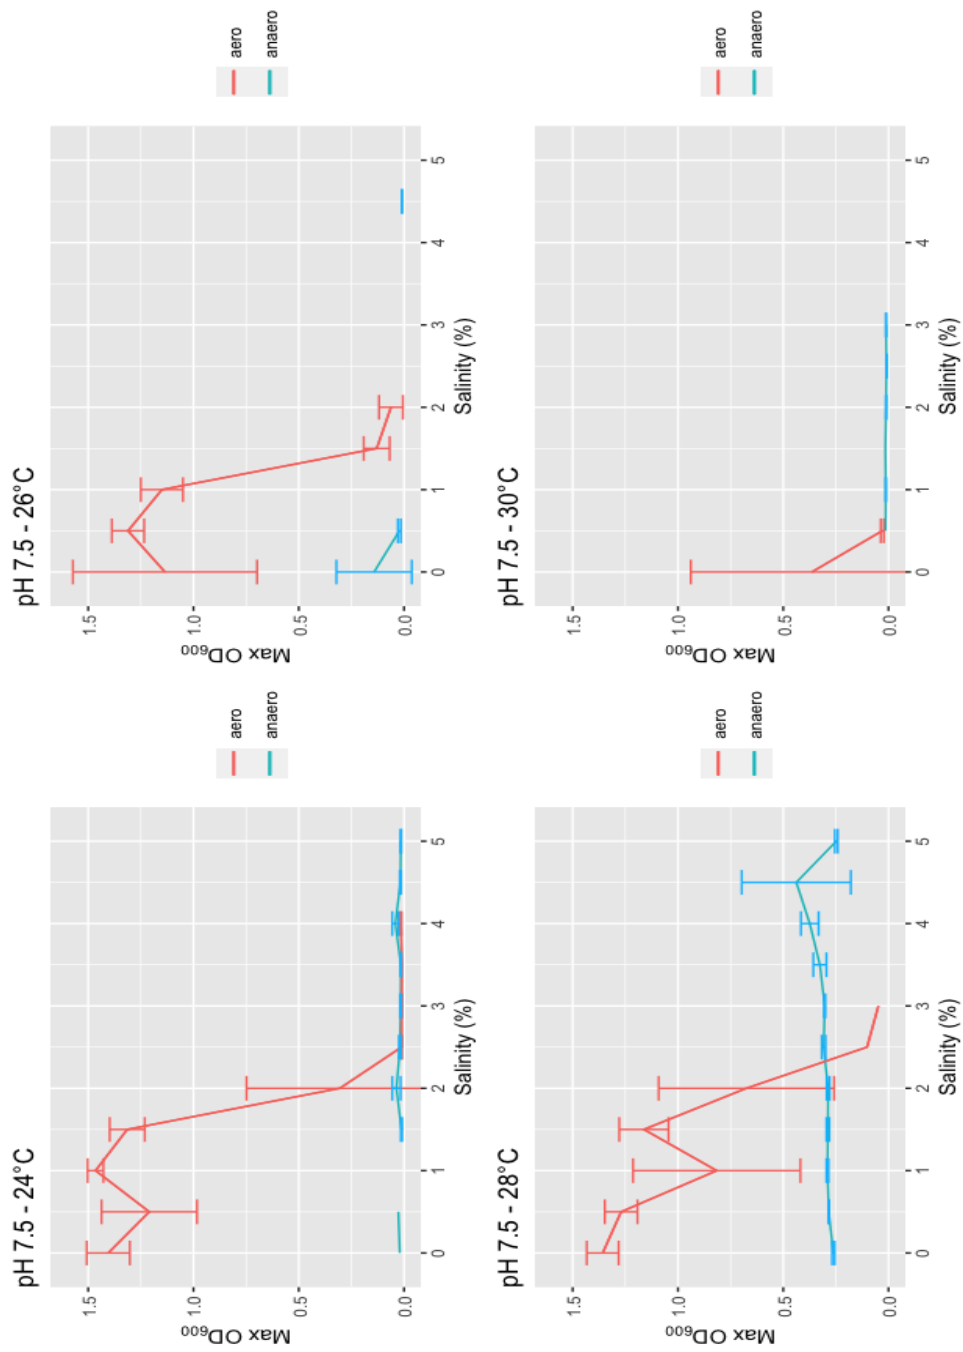 pH 7.5 - 24°C
Max OD600
1.5
1.0
0.5
0.0
0 1 2 3 4 5
Salinity (%)
aero
anaero
pH 7.5 - 26°C
Max OD600
1.5
1.0
0.5
0.0
0 1 2 3 4 5
Salinity (%)
aero
anaero
pH 7.5 - 28°C
Max OD600
1.5
1.0
0.5
0.0
0 1 2 3 4 5
Salinity (%)
aero
anaero
pH 7.5 - 30°C
Max OD600
1.5
1.0
0.5
0.0
0 1 2 3 4 5
Salinity (%)
aero
anaero